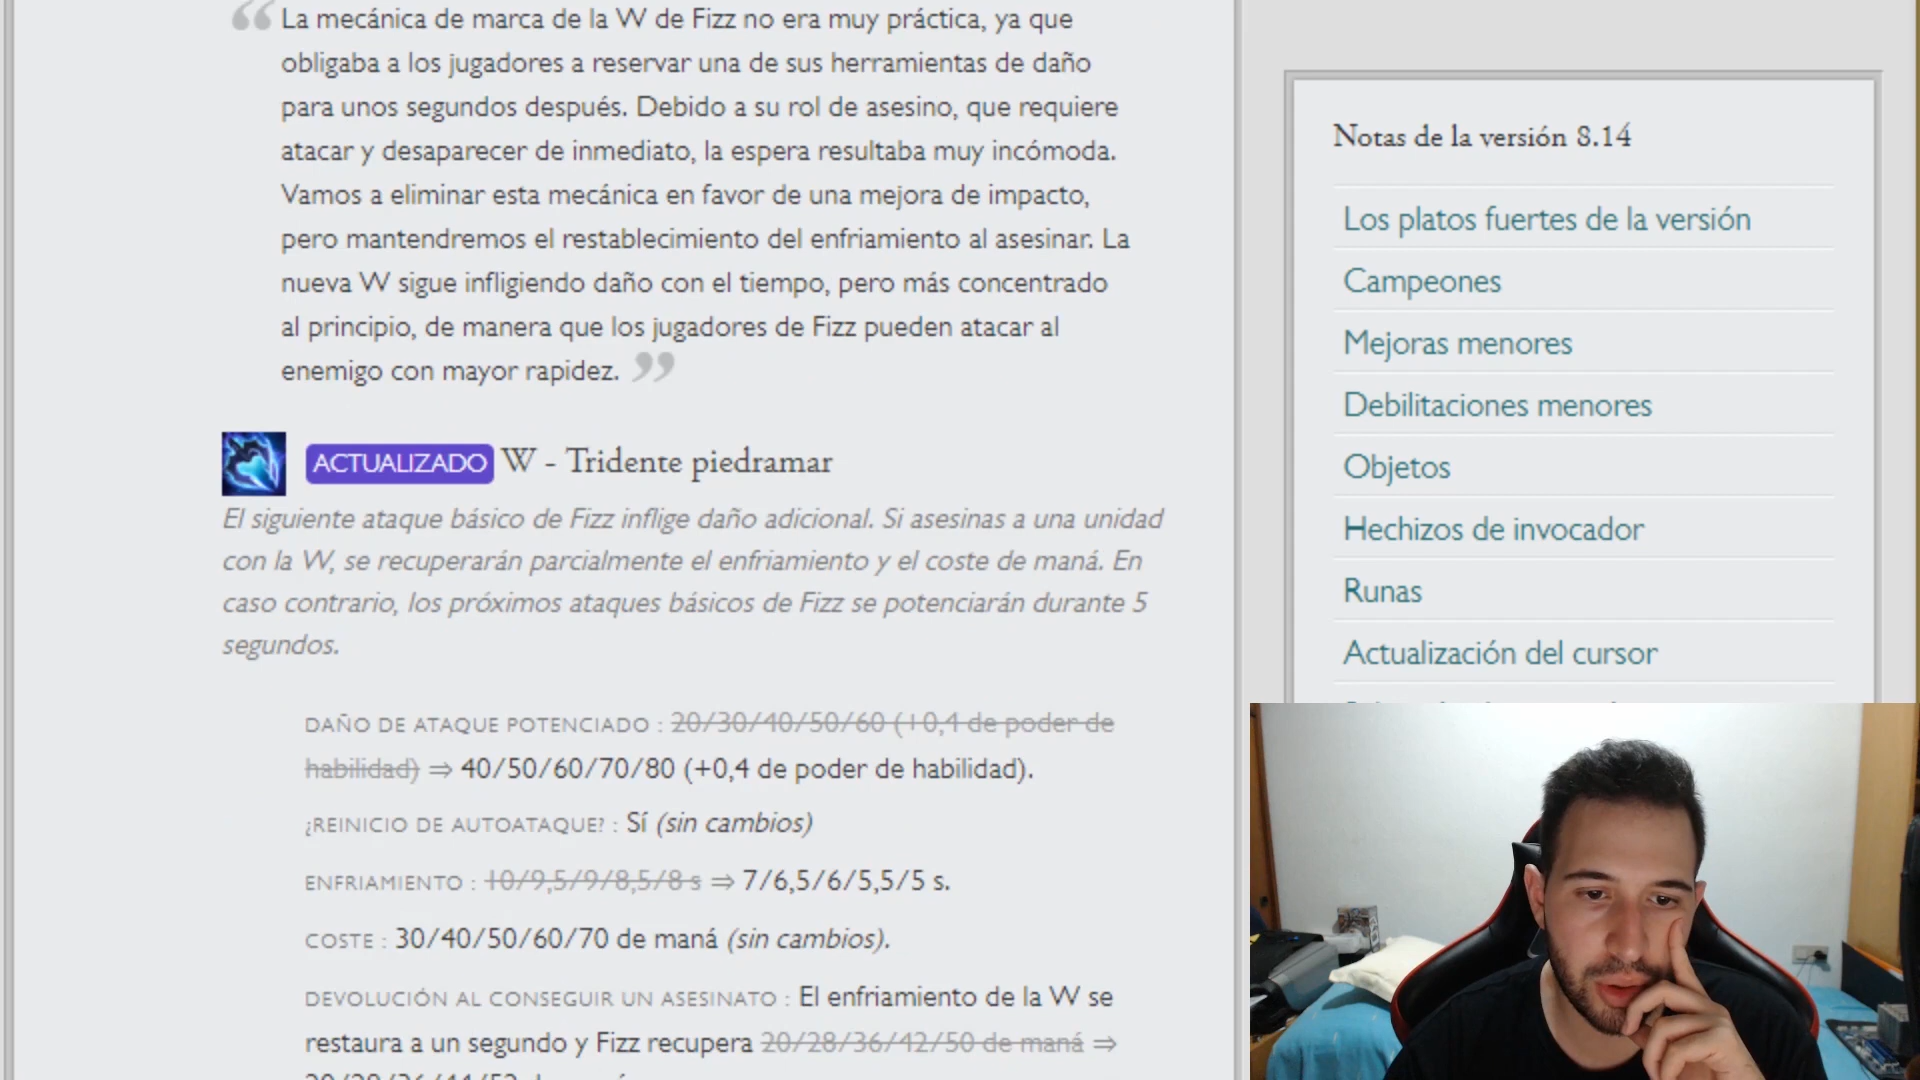 La mecánica de marca de la W de Fizz no era muy práctica, ya que
obligaba a los jugadores a reservar una de sus herramientas de daño
para unos segundos después. Debido a su rol de asesino, que requiere
atacar y desaparecer de inmediato, la espera resultaba muy incómoda.
Vamos a eliminar esta mecánica en favor de una mejora de impacto,
pero mantendremos el restablecimiento del enfriamiento al asesinar. La
nueva W sigue infligiendo daño con el tiempo, pero más concentrado
al principio, de manera que los jugadores de Fizz pueden atacar al
enemigo con mayor rapidez.
ACTUALIZADO W - Tridente piedramar
El siguiente ataque básico de Fizz inflige daño adicional. Si asesinas a una unidad
con la W, se recuperarán parcialmente el enfriamiento y el coste de maná. En
caso contrario, los próximos ataques básicos de Fizz se potenciarán durante 5
segundos.
DAÑO DE ATAQUE POTENCIADO : 20/30/40/50/60 (+0,4 de poder de
habilidad) ⇒ 40/50/60/70/80 (+0,4 de poder de habilidad).
¿REINICIO DE AUTOATAQUE? : Sí (sin cambios)
ENFRIAMIENTO : 10/9,5/9/8,5/8 s ⇒ 7/6,5/6/5,5/5 s.
COSTE : 30/40/50/60/70 de maná (sin cambios).
DEVOLUCIÓN AL CONSEGUIR UN ASESINATO : El enfriamiento de la W se
restaura a un segundo y Fizz recupera 20/28/36/42/50 de maná ⇒
Notas de la versión 8.14
Los platos fuertes de la versión
Campeones
Mejoras menores
Debilitaciones menores
Objetos
Hechizos de invocador
Runas
Actualización del cursor